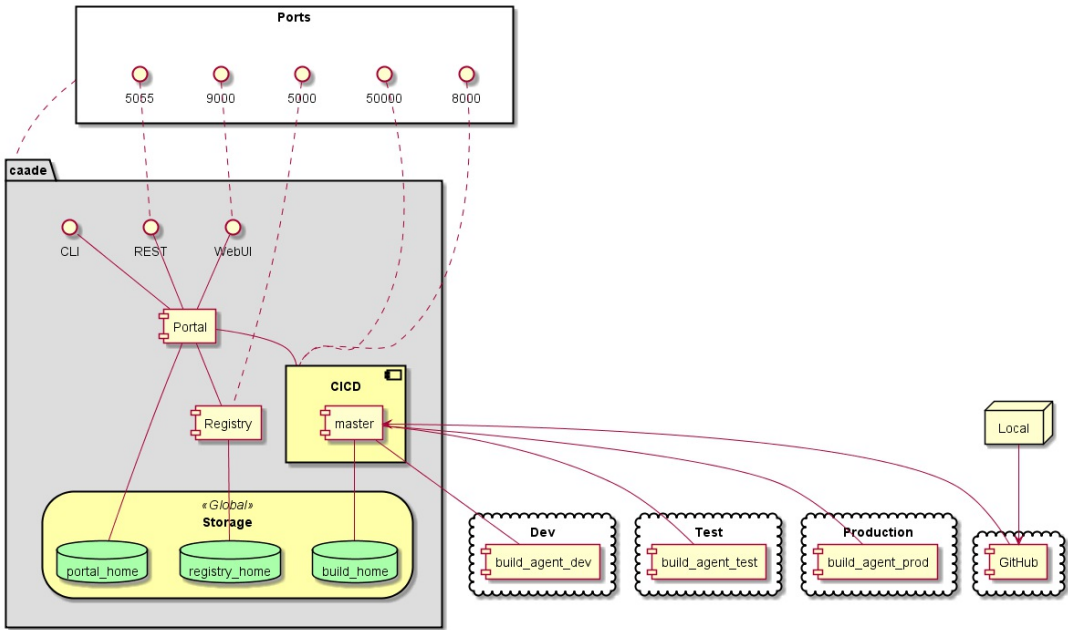 Ports
5055 9000 5000 50000 8000
caade
CLI REST WebUI
Portal
CICD
Registry master Local
«Global»
Storage
Dev Test Production
portal_home registry_home build_home build_agent_dev build_agent_test build_agent_prod GitHub